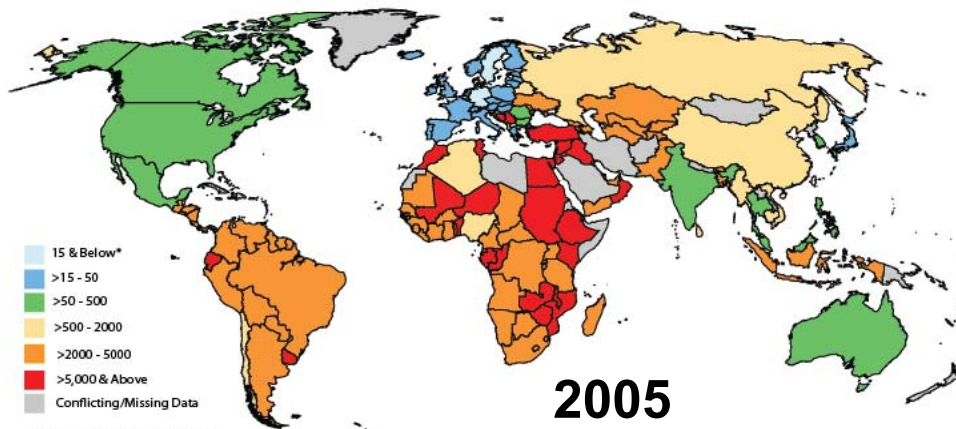 15 & Below*
>15 - 50
>50 - 500
>500 - 2000
>2000 - 5000
>5,000 & Above
Conflicting/Missing Data
2005